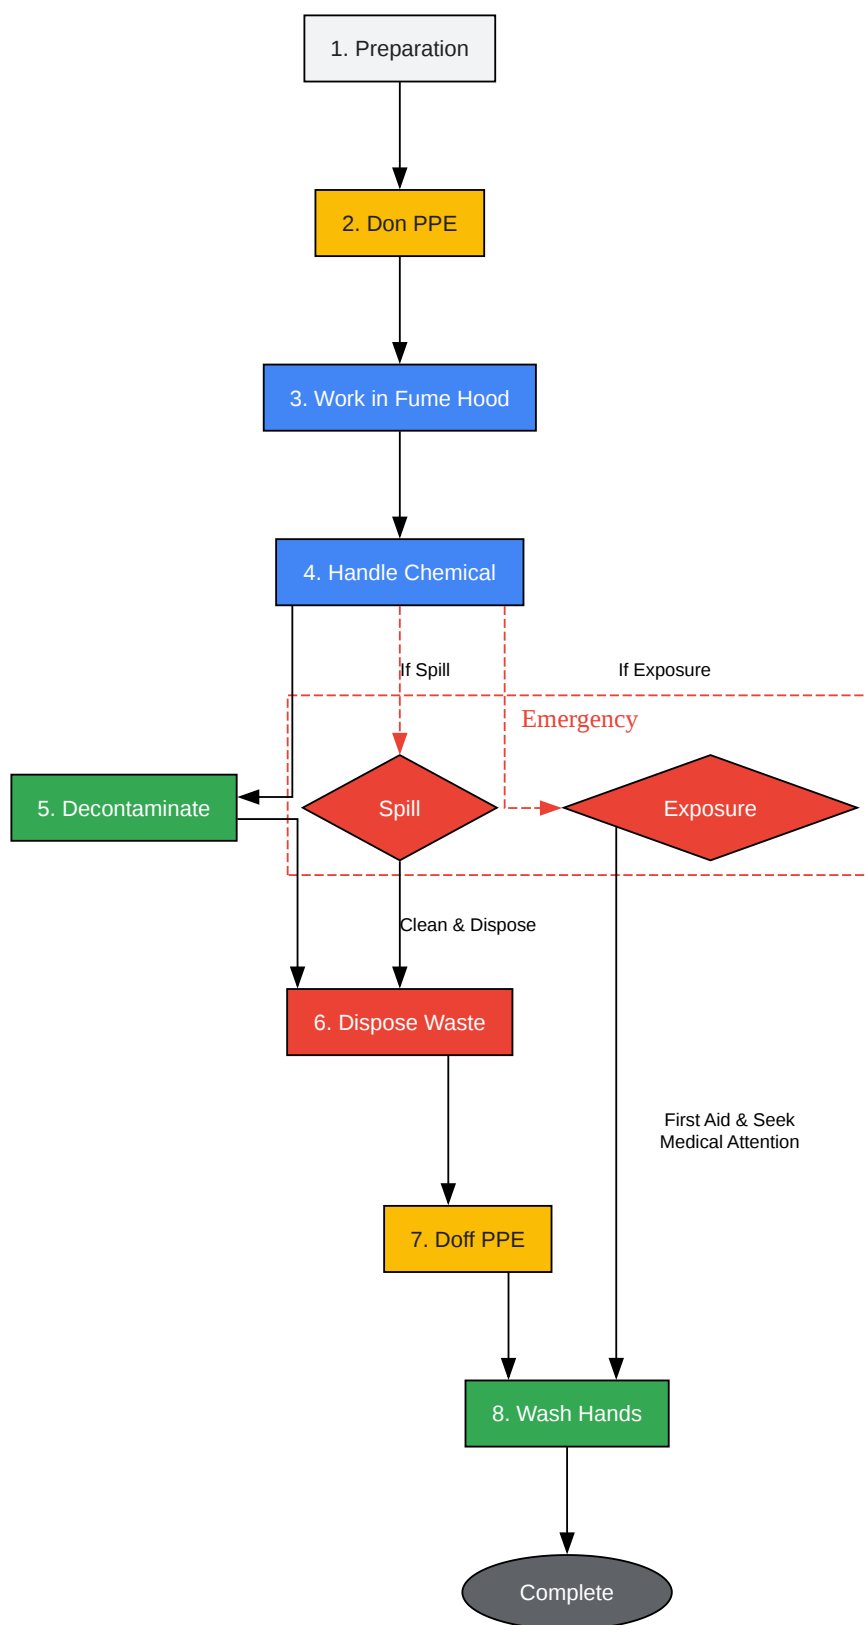 1. Preparation
2. Don PPE
3. Work in Fume Hood
4. Handle Chemical
If Spill
If Exposure
Emergency
5. Decontaminate
Spill
Exposure
Clean & Dispose
6. Dispose Waste
First Aid & Seek
Medical Attention
7. Doff PPE
8. Wash Hands
Complete